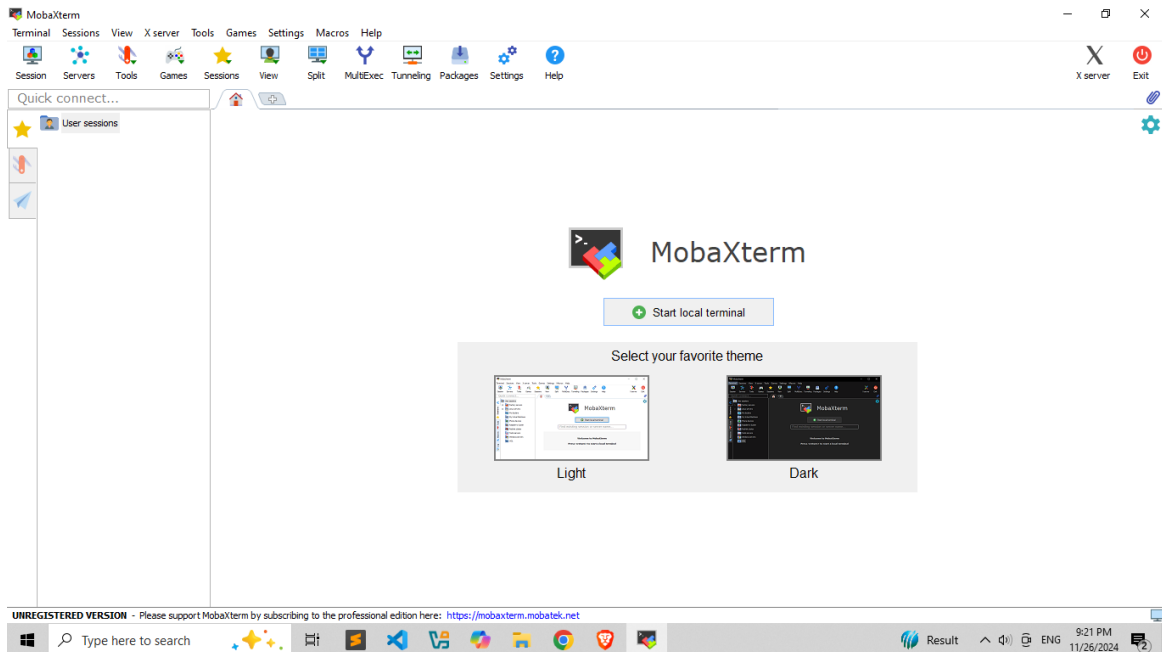 MobaXterm
Terminal Sessions View X server Tools Games Settings Macros Help
Session Servers Tools Games Sessions View Split MultiExec Tunneling Packages Settings Help X server Exit
Quick connect...
User sessions
MobaXterm
Start local terminal
Select your favorite theme
MobaXterm
MobaXterm
Light Dark
UNREGISTERED VERSION - Please support MobaXterm by subscribing to the professional edition here: https://mobaxterm.mobatek.net
Type here to search
Result
ENG
9:21 PM
11/26/2024
2